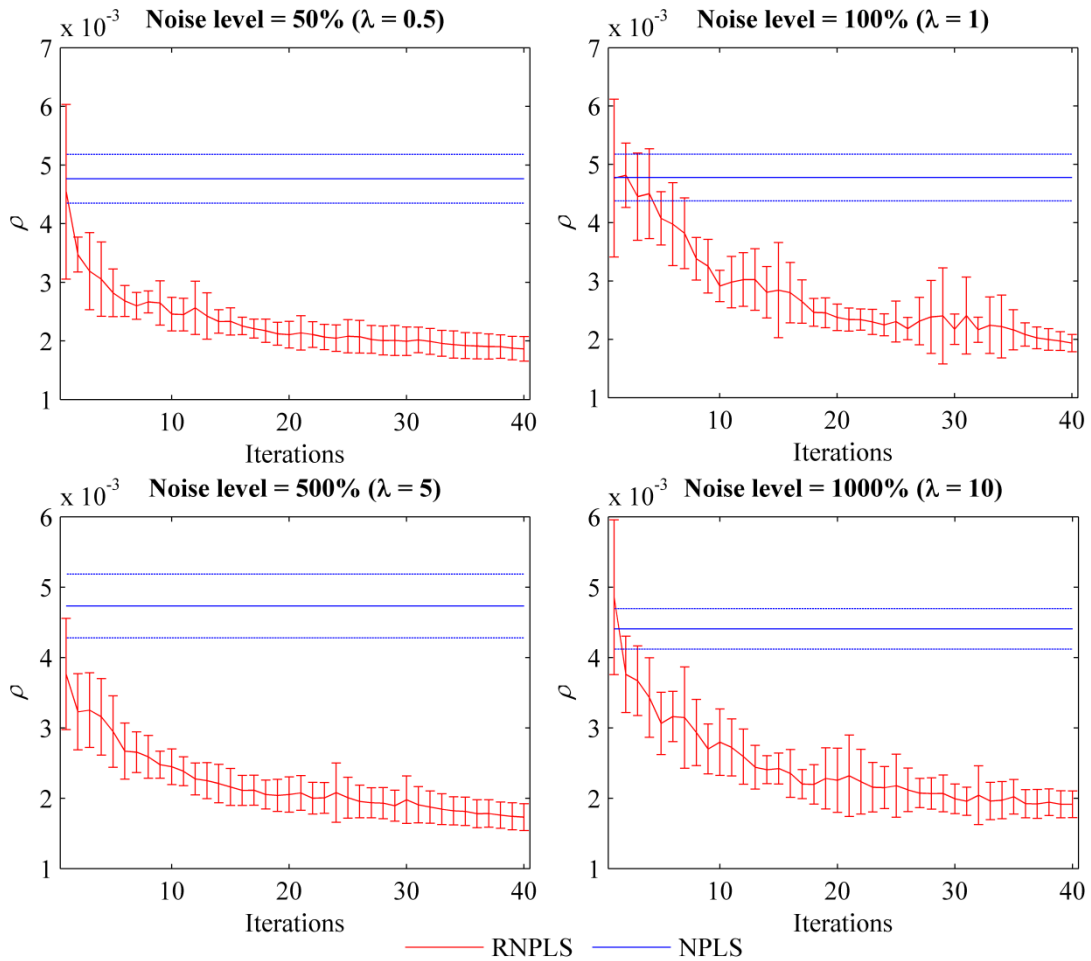 x 10⁻³ Noise level = 50% (λ = 0.5)
7
6
5
4
3
2
1
ρ
10 20 30 40
Iterations
x 10⁻³ Noise level = 100% (λ = 1)
7
6
5
4
3
2
1
ρ
10 20 30 40
Iterations
x 10⁻³ Noise level = 500% (λ = 5)
6
5
4
3
2
1
ρ
10 20 30 40
Iterations
x 10⁻³ Noise level = 1000% (λ = 10)
6
5
4
3
2
1
ρ
10 20 30 40
Iterations
RNPLS NPLS